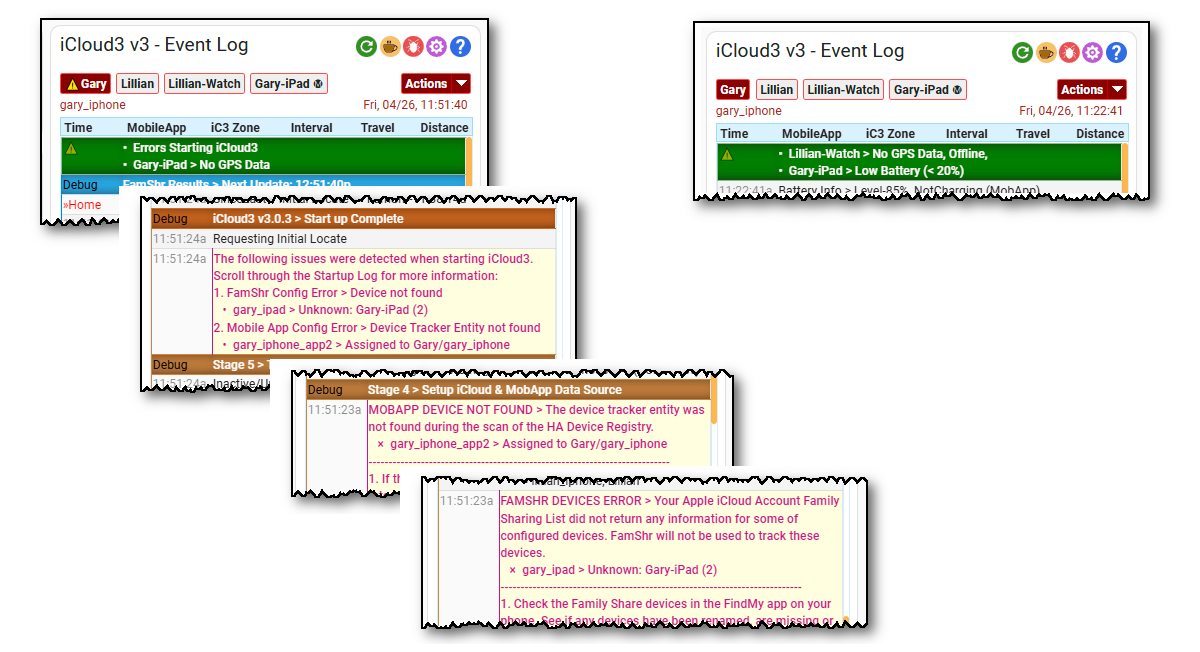 iCloud3 v3 - Event Log
Gary Lillian Lillian-Watch Gary-iPad Ⓜ Actions
gary_iphone Fri, 04/26, 11:51:40
Time MobileApp iC3 Zone Interval Travel Distance
• Errors Starting iCloud3
• Gary-iPad > No GPS Data
Debug FamShr Results > Next Update: 12:51:40p
»Home
iCloud3 v3 - Event Log
Gary Lillian Lillian-Watch Gary-iPad Ⓜ Actions
gary_iphone Fri, 04/26, 11:22:41
Time MobileApp iC3 Zone Interval Travel Distance
• Lillian-Watch > No GPS Data, Offline,
• Gary-iPad > Low Battery (< 20%)
11:22:41a Battery Info > Level-85%, NotCharging (MobApp)
Debug iCloud3 v3.0.3 > Start up Complete
11:51:24a Requesting Initial Locate
11:51:24a The following issues were detected when starting iCloud3.
Scroll through the Startup Log for more information:
1. FamShr Config Error > Device not found
• gary_ipad > Unknown: Gary-iPad (2)
2. Mobile App Config Error > Device Tracker Entity not found
• gary_iphone_app2 > Assigned to Gary/gary_iphone
Debug Stage 5 >
11:51:24a
Debug Stage 4 > Setup iCloud & MobApp Data Source
11:51:23a MOBAPP DEVICE NOT FOUND > The device tracker entity was
not found during the scan of the HA Device Registry.
× gary_iphone_app2 > Assigned to Gary/gary_iphone
1. If
11:51:23a FAMSHR DEVICES ERROR > Your Apple iCloud Account Family
Sharing List did not return any information for some of
configured devices. FamShr will not be used to track these
devices.
× gary_ipad > Unknown: Gary-iPad (2)
1. Check the Family Share devices in the FindMy app on your
phone. See if any devices have been renamed, are missing or